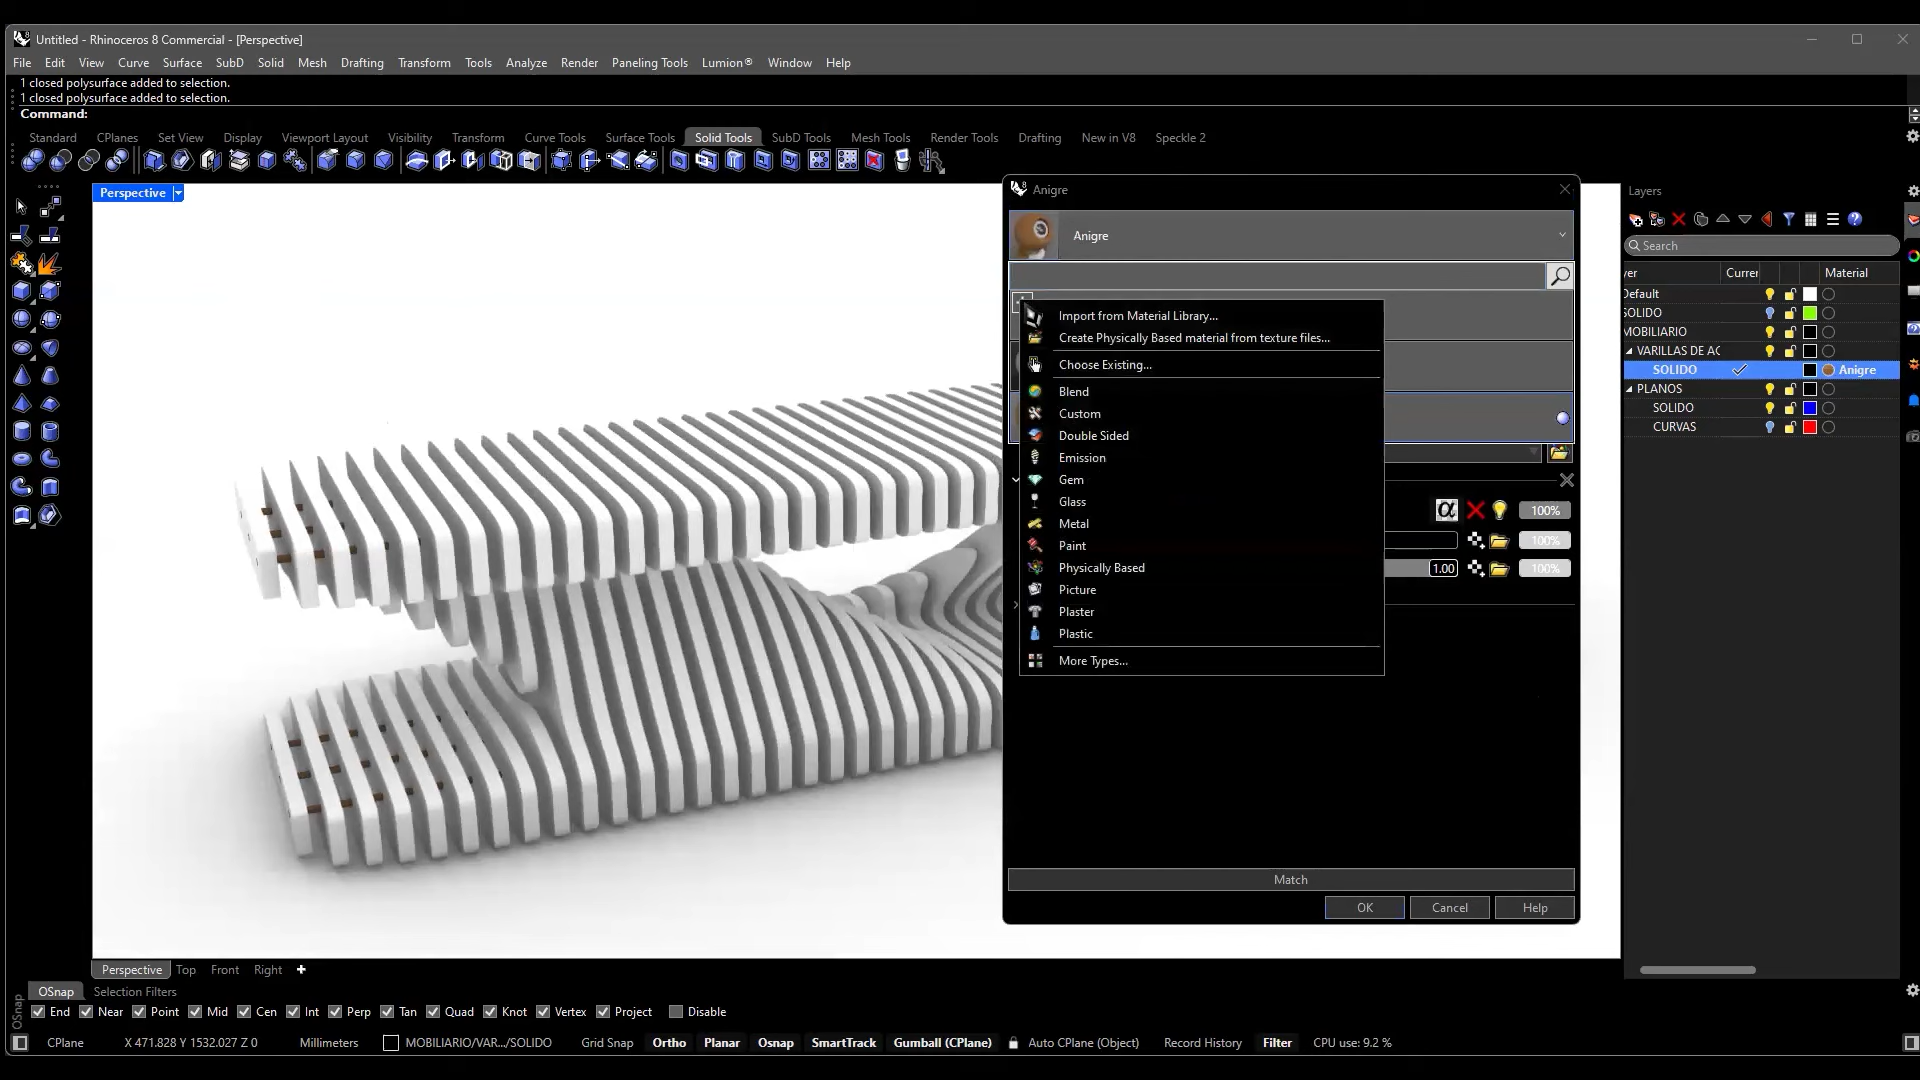 Untitled - Rhinoceros 8 Commercial - [Perspective]
File Edit View Curve Surface SubD Solid Mesh Drafting Transform Tools Analyze Render Paneling Tools Lumion® Window Help
1 closed polysurface added to selection.
1 closed polysurface added to selection.
Command:
Standard CPlanes Set View Display Viewport Layout Visibility Transform Curve Tools Surface Tools Solid Tools SubD Tools Mesh Tools Render Tools Drafting New in V8 Speckle 2
Perspective
Anigre
Anigre
Import from Material Library...
Create Physically Based material from texture files...
Choose Existing...
Blend
Custom
Double Sided
Emission
Gem
Glass
Metal
Paint
Physically Based
Picture
Plaster
Plastic
More Types...
α 100%
100%
1.00 100%
Match
OK Cancel Help
Layers
Search
yer Currer Material
Default
SOLIDO
MOBILIARIO
VARILLAS DE AC
SOLIDO Anigre
PLANOS
SOLIDO
CURVAS
Perspective Top Front Right
OSnap Selection Filters
OSnap
End Near Point Mid Cen Int Perp Tan Quad Knot Vertex Project Disable
CPlane X 471.828 Y 1532.027 Z 0 Millimeters MOBILIARIO/VAR.../SOLIDO Grid Snap Ortho Planar Osnap SmartTrack Gumball (CPlane) Auto CPlane (Object) Record History Filter CPU use: 9.2 %